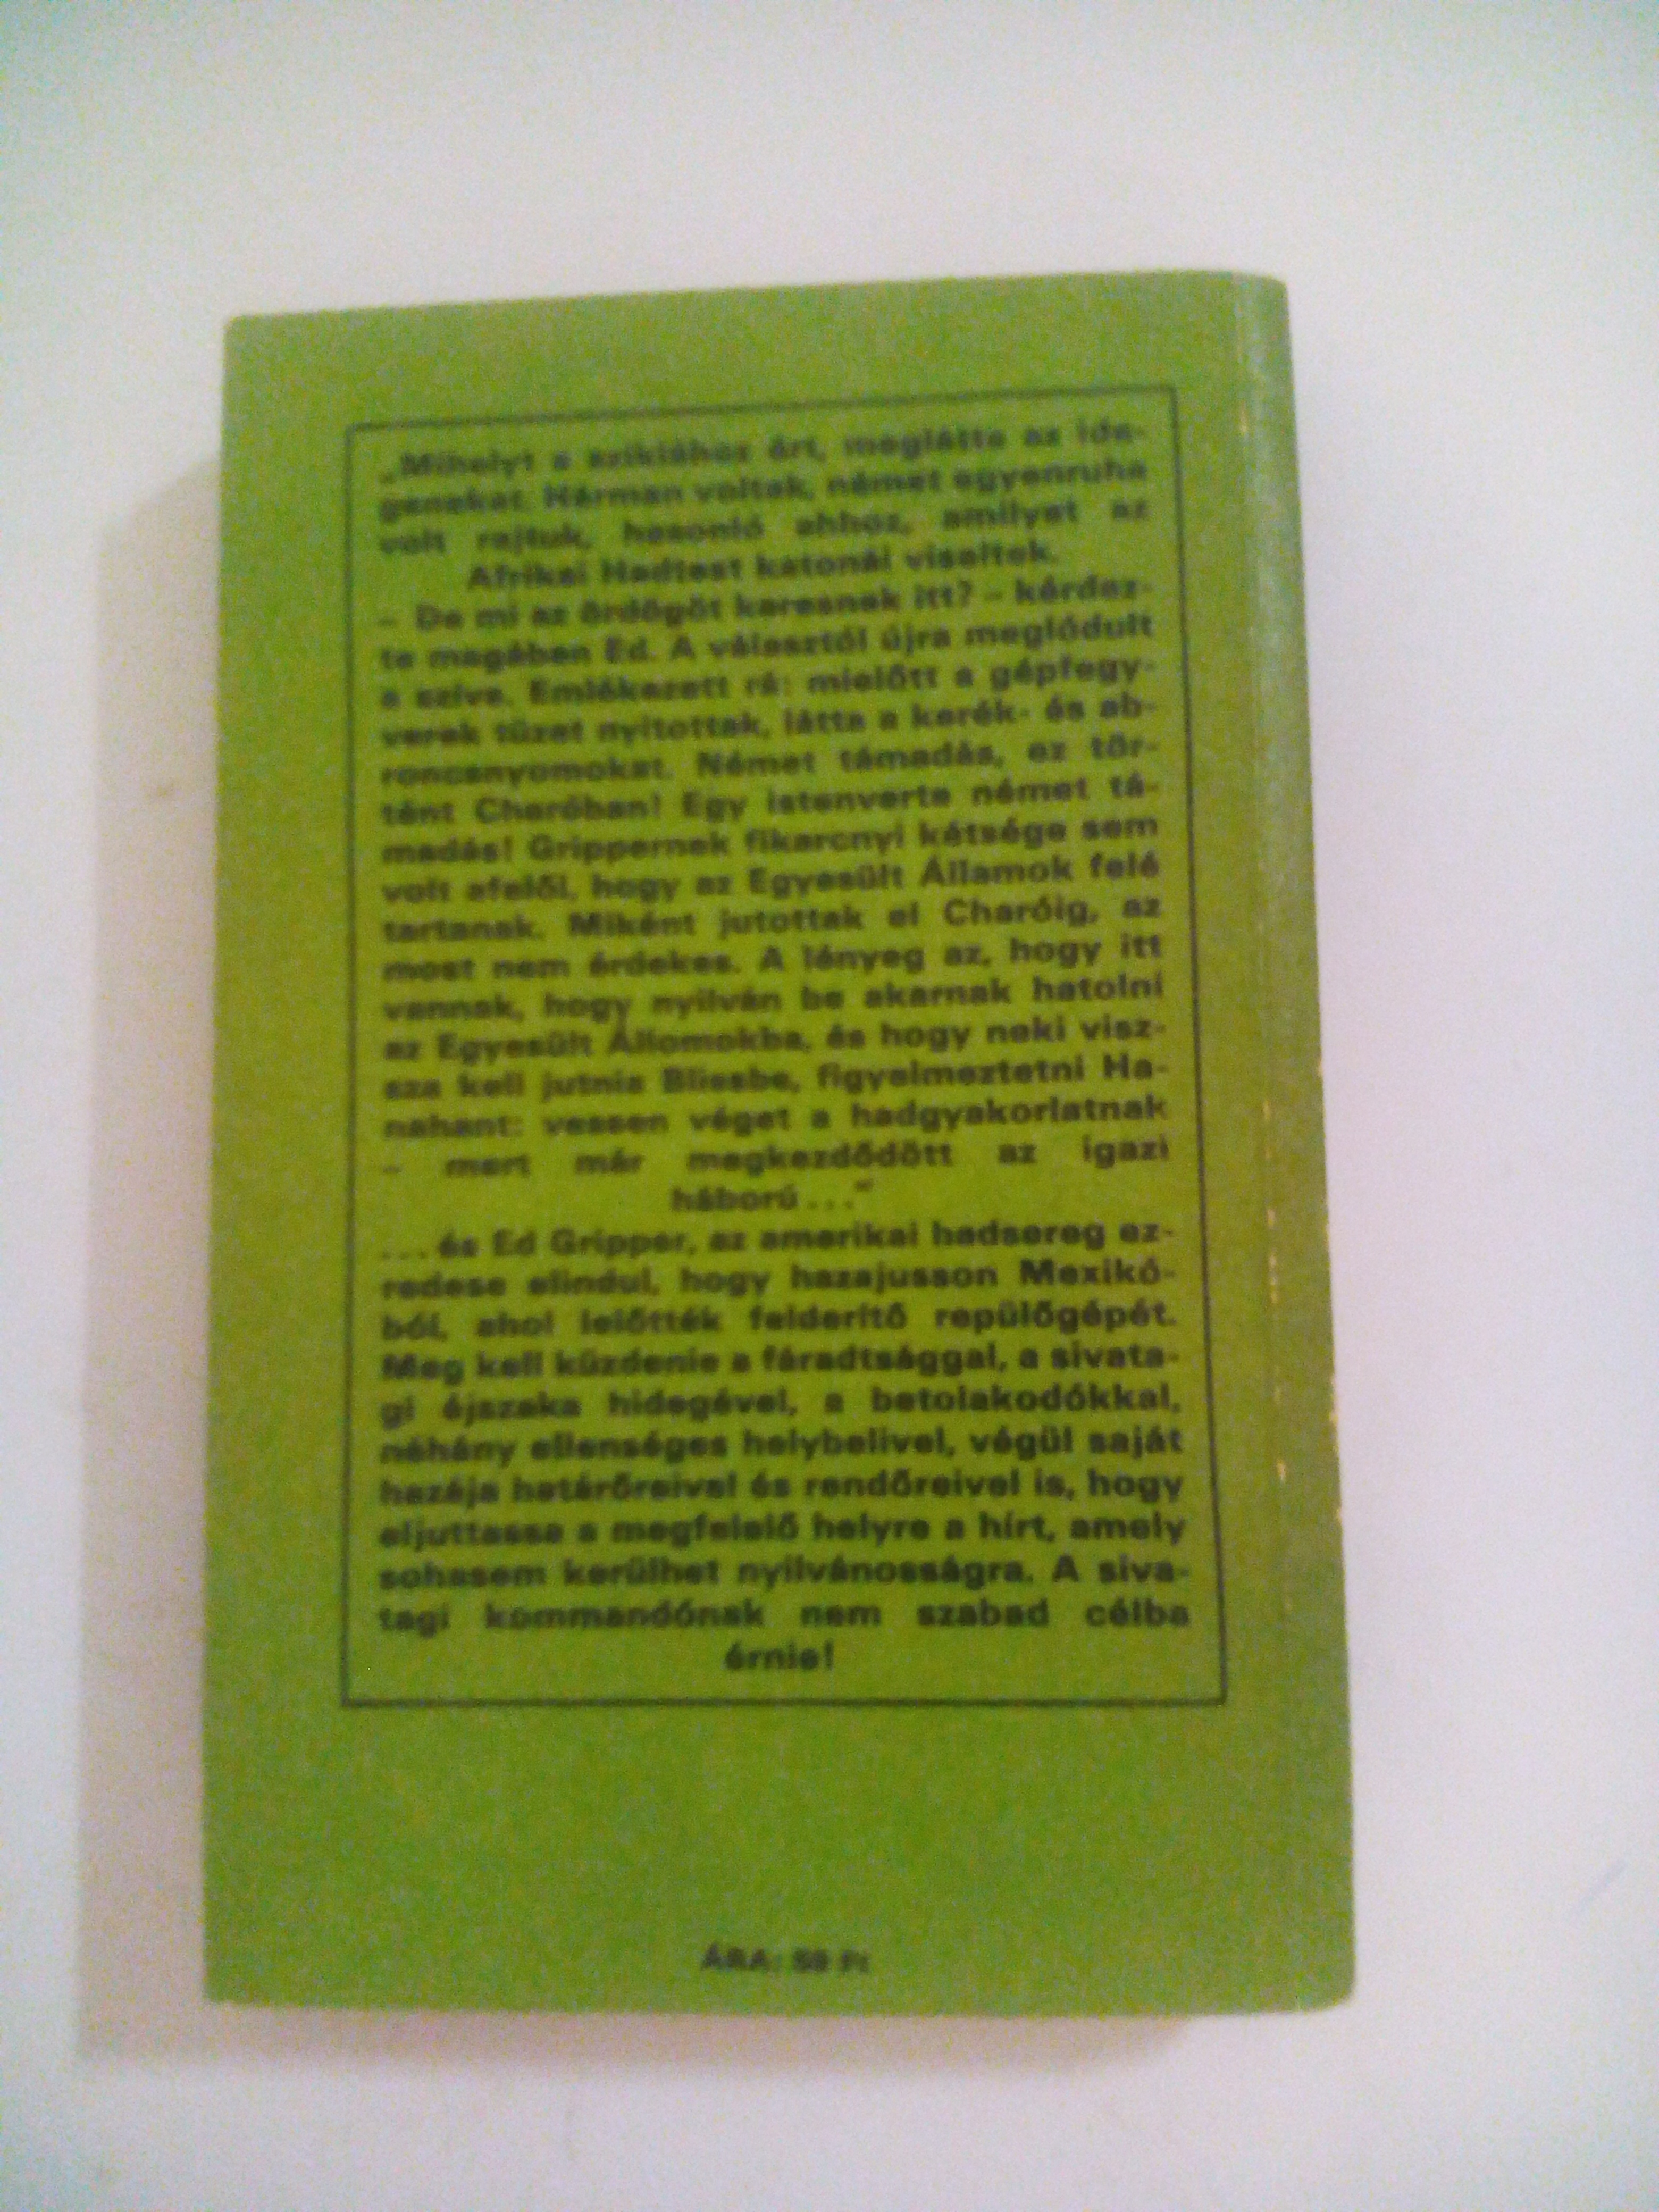 „Mihelyt a sziklához ért, meglátta az ide-
geneket. Hárman voltak, német egyenruha
volt rajtuk, hasonló ahhoz, amilyet az
Afrikai Hadtest katonái viseltek.
– De mi az ördögöt keresnek itt? – kérdez-
te magában Ed. A választól újra meglódult
a szíve. Emlékezett rá: mielőtt a gépfegy-
verek tüzet nyitottak, látta a kerék- és ab-
roncsnyomokat. Német támadás, ez tör-
tént Charóban! Egy istenverte német tá-
madás! Grippernek fikarcnyi kétsége sem
volt afelől, hogy az Egyesült Államok felé
tartanak. Miként jutottak el Charóig, az
most nem érdekes. A lényeg az, hogy itt
vannak, hogy nyilván be akarnak hatolni
az Egyesült Államokba, és hogy neki visz-
sza kell jutnia Blissbe, figyelmeztetni Ha-
nahant: vessen véget a hadgyakorlatnak
– mert már megkezdődött az igazi
háború ...”
... és Ed Gripper, az amerikai hadsereg ez-
redese elindul, hogy hazajusson Mexikó-
ból, ahol lelőtték felderítő repülőgépét.
Meg kell küzdenie a fáradtsággal, a sivata-
gi éjszaka hidegével, a betolakodókkal,
néhány ellenséges helybelivel, végül saját
hazája határőreivel és rendőreivel is, hogy
eljuttassa a megfelelő helyre a hírt, amely
sohasem kerülhet nyilvánosságra. A siva-
tagi kommandónak nem szabad célba
érnie!
ÁRA: 59 Ft